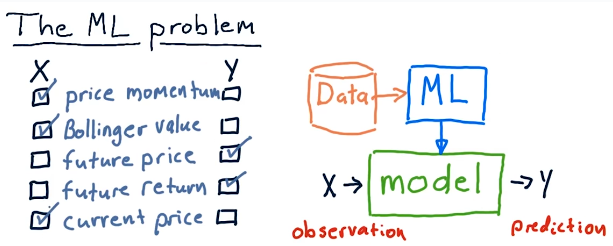 The ML problem
X Y
price momentum
Bollinger value
future price
future return
current price
Data ML
X model Y
observation prediction